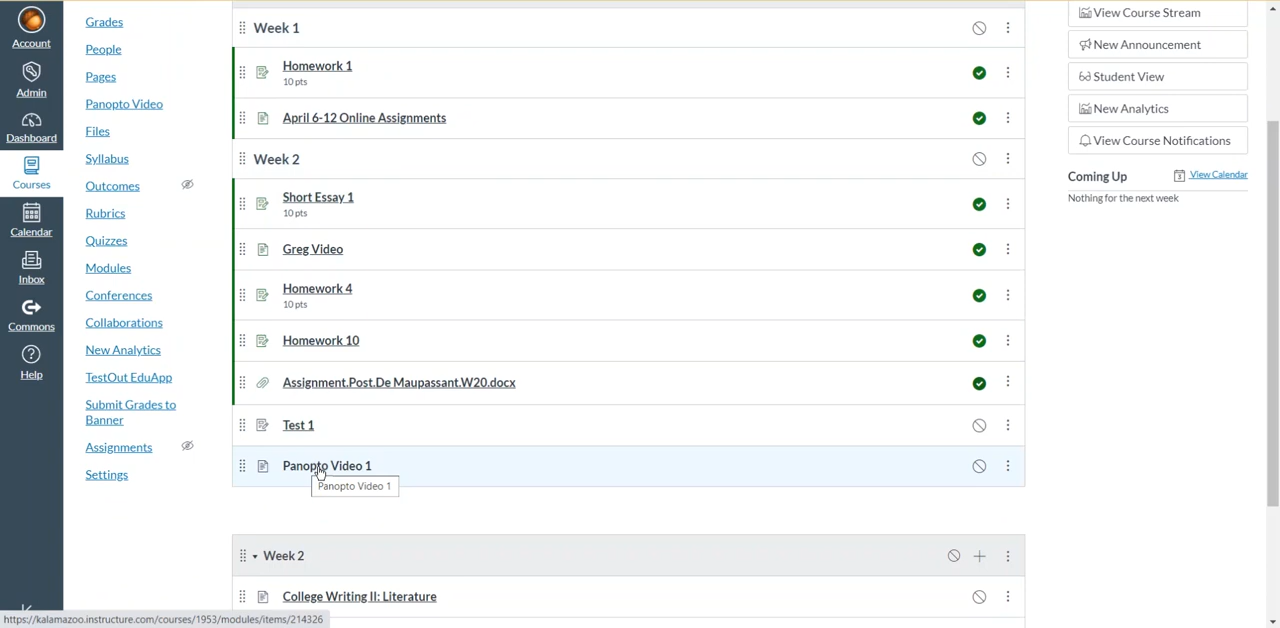 Account
Admin
Dashboard
Courses
Calendar
Inbox
Commons
Help
Grades
People
Pages
Panopto Video
Files
Syllabus
Outcomes
Rubrics
Quizzes
Modules
Conferences
Collaborations
New Analytics
TestOut EduApp
Submit Grades to
Banner
Assignments
Settings
Week 1
Homework 1
10 pts
April 6-12 Online Assignments
Week 2
Short Essay 1
10 pts
Greg Video
Homework 4
10 pts
Homework 10
Assignment.Post.De Maupassant.W20.docx
Test 1
Panopto Video 1
Panopto Video 1
Week 2
College Writing II: Literature
View Course Stream
New Announcement
Student View
New Analytics
View Course Notifications
Coming Up
3 View Calendar
Nothing for the next week
https://kalamazoo.instructure.com/courses/1953/modules/items/214326